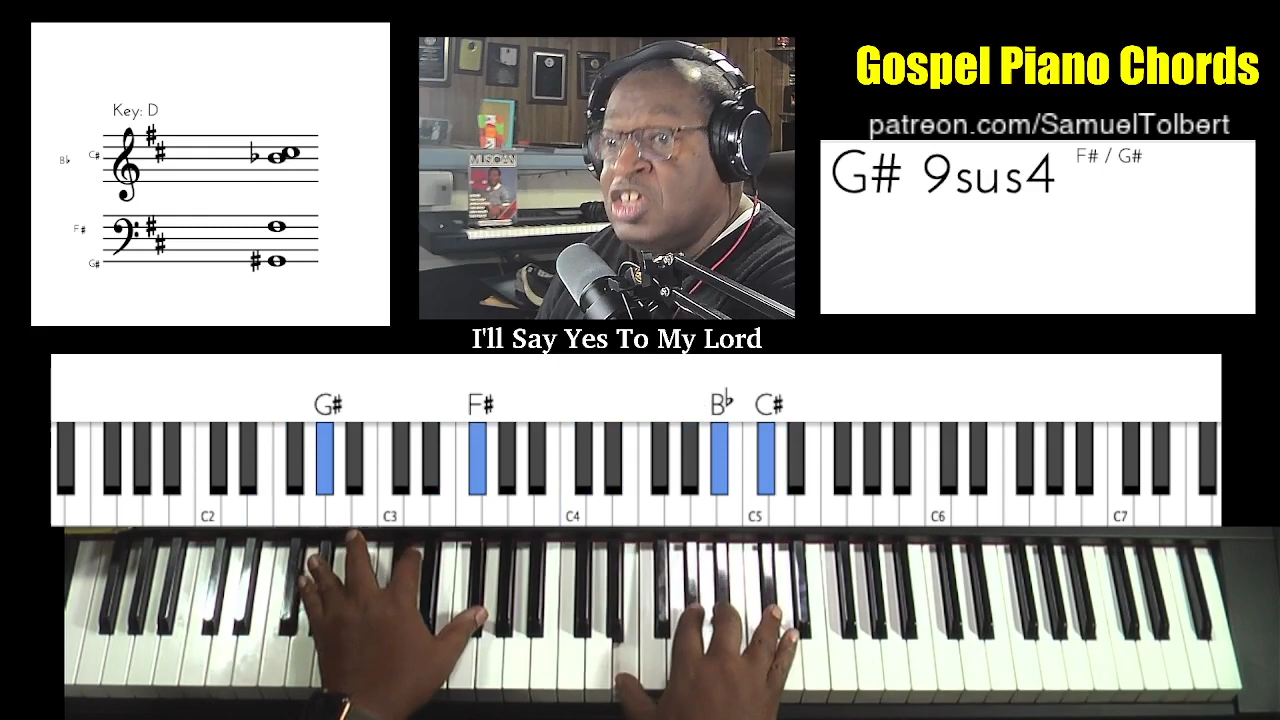 Key: D
B♭
C#
F#
G#
MUSICIAN
Gospel Piano Chords
patreon.com/SamuelTolbert
G# 9sus4
F# / G#
I'll Say Yes To My Lord
G#
F#
B♭
C#
C2
C3
C4
C5
C6
C7